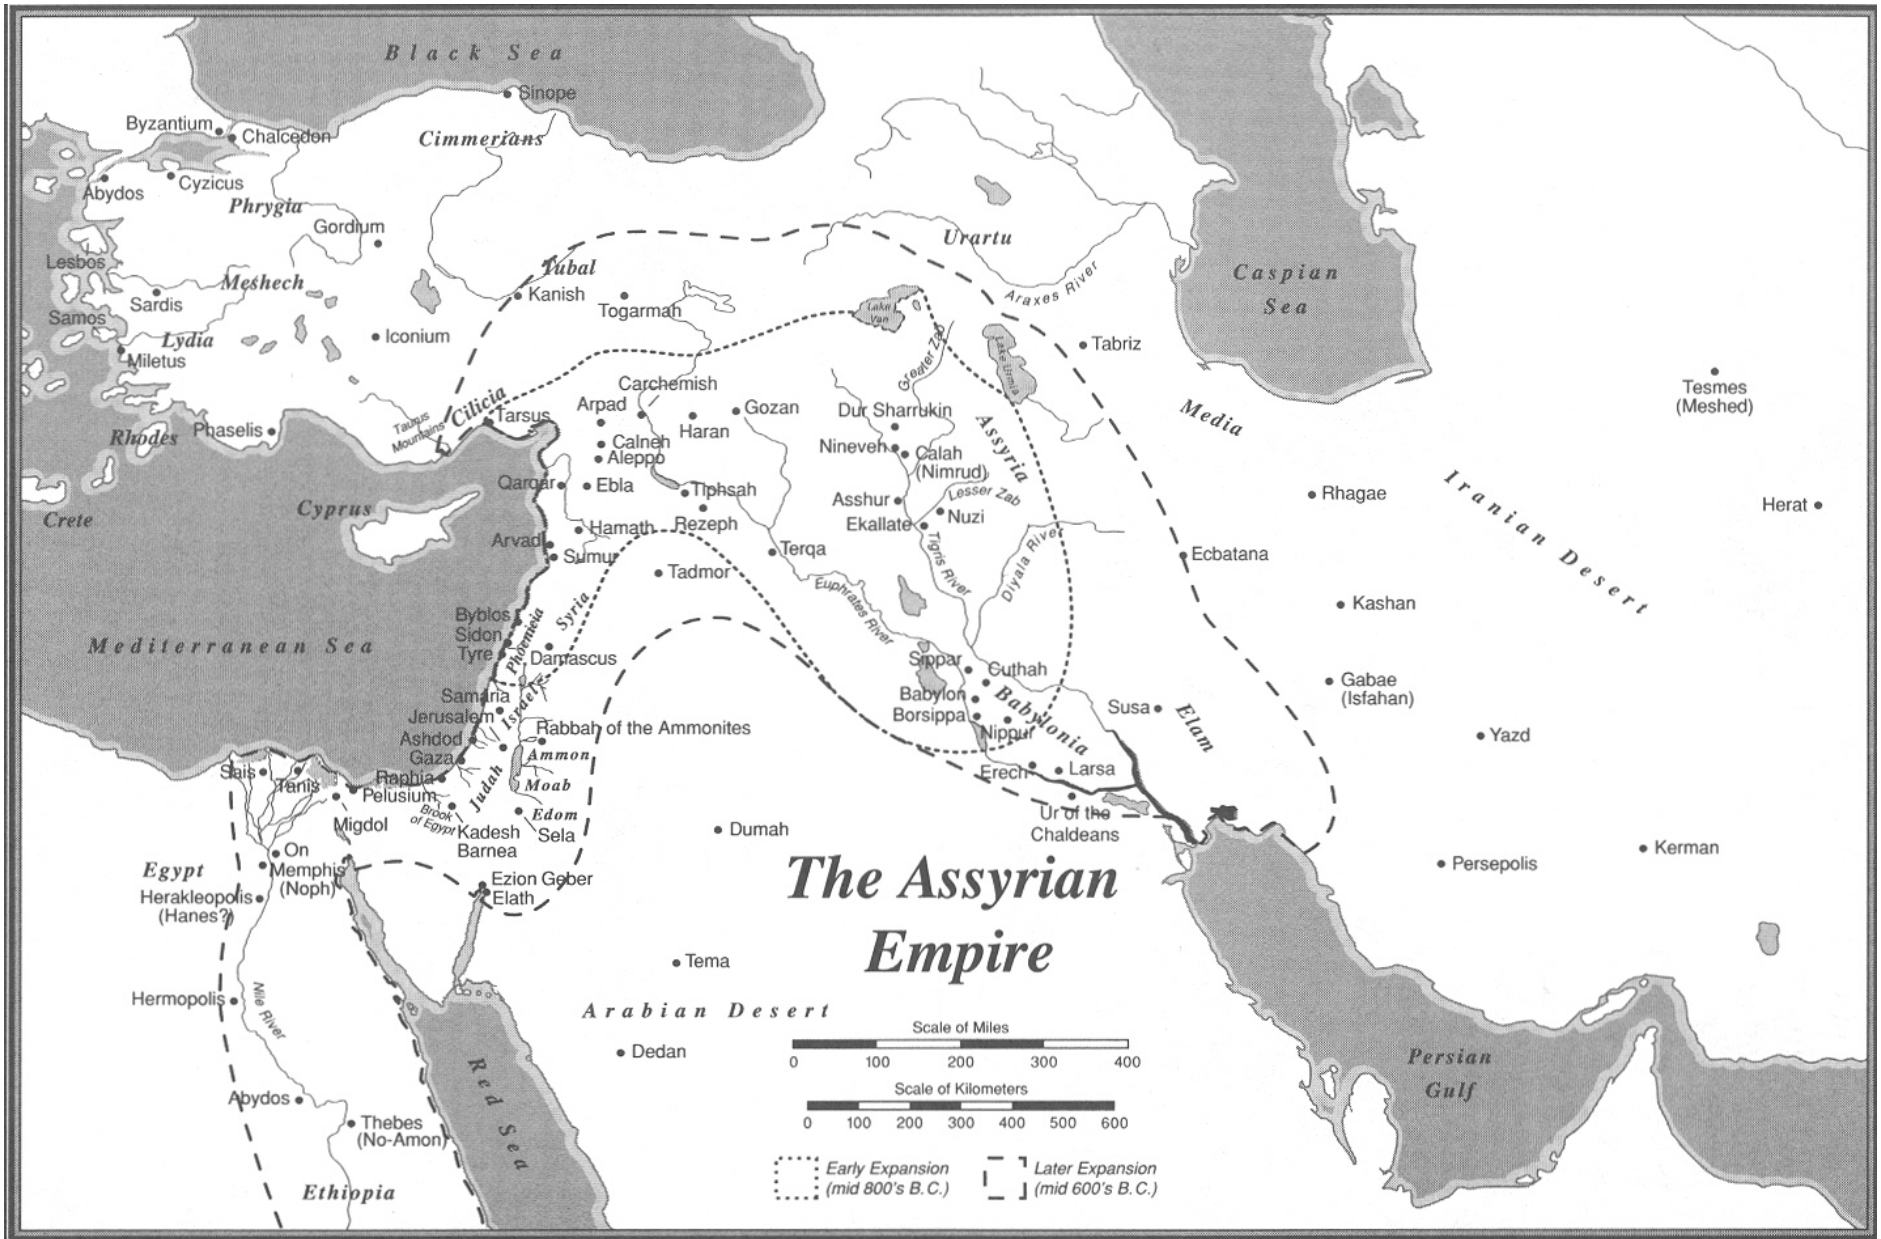 Black Sea
Sinope
Byzantium
Chalcedon
Cimmerians
Abydos
Cyzicus
Phrygia
Gordium
Urartu
Lesbos
Meshech
Tubal
Kanish
Togarmah
Sardis
Samos
Lydia
Miletus
Iconium
Lake
Van
Greater Zab
Araxes River
Lake Urmia
Tabriz
Caspian
Sea
Tesmes
(Meshed)
Media
Rhodes
Phaselis
Taurus
Mountains
Cilicia
Tarsus
Carchemish
Arpad
Haran
Gozan
Calneh
Aleppo
Dur Sharrukin
Nineveh
Calah
(Nimrud)
Assyria
Crete
Cyprus
Qarqar
Ebla
Tiphsah
Rezeph
Hamath
Arvad
Sumur
Terqa
Tadmor
Asshur
Lesser Zab
Ekallate
Nuzi
Tigris River
Diyala River
Euphrates River
Rhagae
Iranian Desert
Herat
Ecbatana
Kashan
Gabae
(Isfahan)
Yazd
Mediterranean Sea
Byblos
Sidon
Tyre
Phoenicia
Syria
Damascus
Samaria
Israel
Jerusalem
Ashdod
Gaza
Raphia
Rabbah of the Ammonites
Ammon
Moab
Judah
Edom
Sela
Brook
of Egypt
Kadesh
Barnea
Sippar
Cuthah
Babylon
Borsippa
Babylonia
Nippur
Susa
Elam
Erech
Larsa
Ur of the
Chaldeans
Sais
Tanis
Pelusium
Migdol
On
Egypt
Memphis
(Noph)
Herakleopolis
(Hanes?)
Ezion Geber
Elath
Dumah
Persepolis
Kerman
The Assyrian
Empire
Tema
Hermopolis
Nile River
Arabian Desert
Dedan
Red Sea
Abydos
Thebes
(No-Amon)
Ethiopia
Persian
Gulf
Scale of Miles
0 100 200 300 400
Scale of Kilometers
0 100 200 300 400 500 600
Early Expansion
(mid 800's B.C.)
Later Expansion
(mid 600's B.C.)